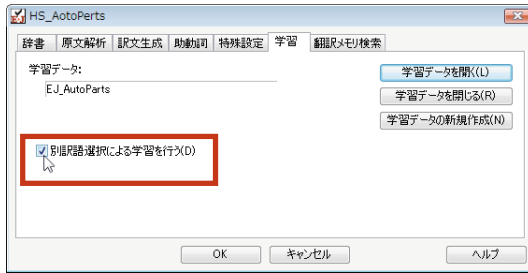 HS_AutoPerts
辞書 原文解析 訳文生成 助動詞 特殊設定 学習 翻訳メモリ検索
学習データ:
EJ_AutoParts
学習データを開く(L)
学習データを閉じる(R)
学習データの新規作成(N)
別訳語選択による学習を行う(D)
OK キャンセル ヘルプ